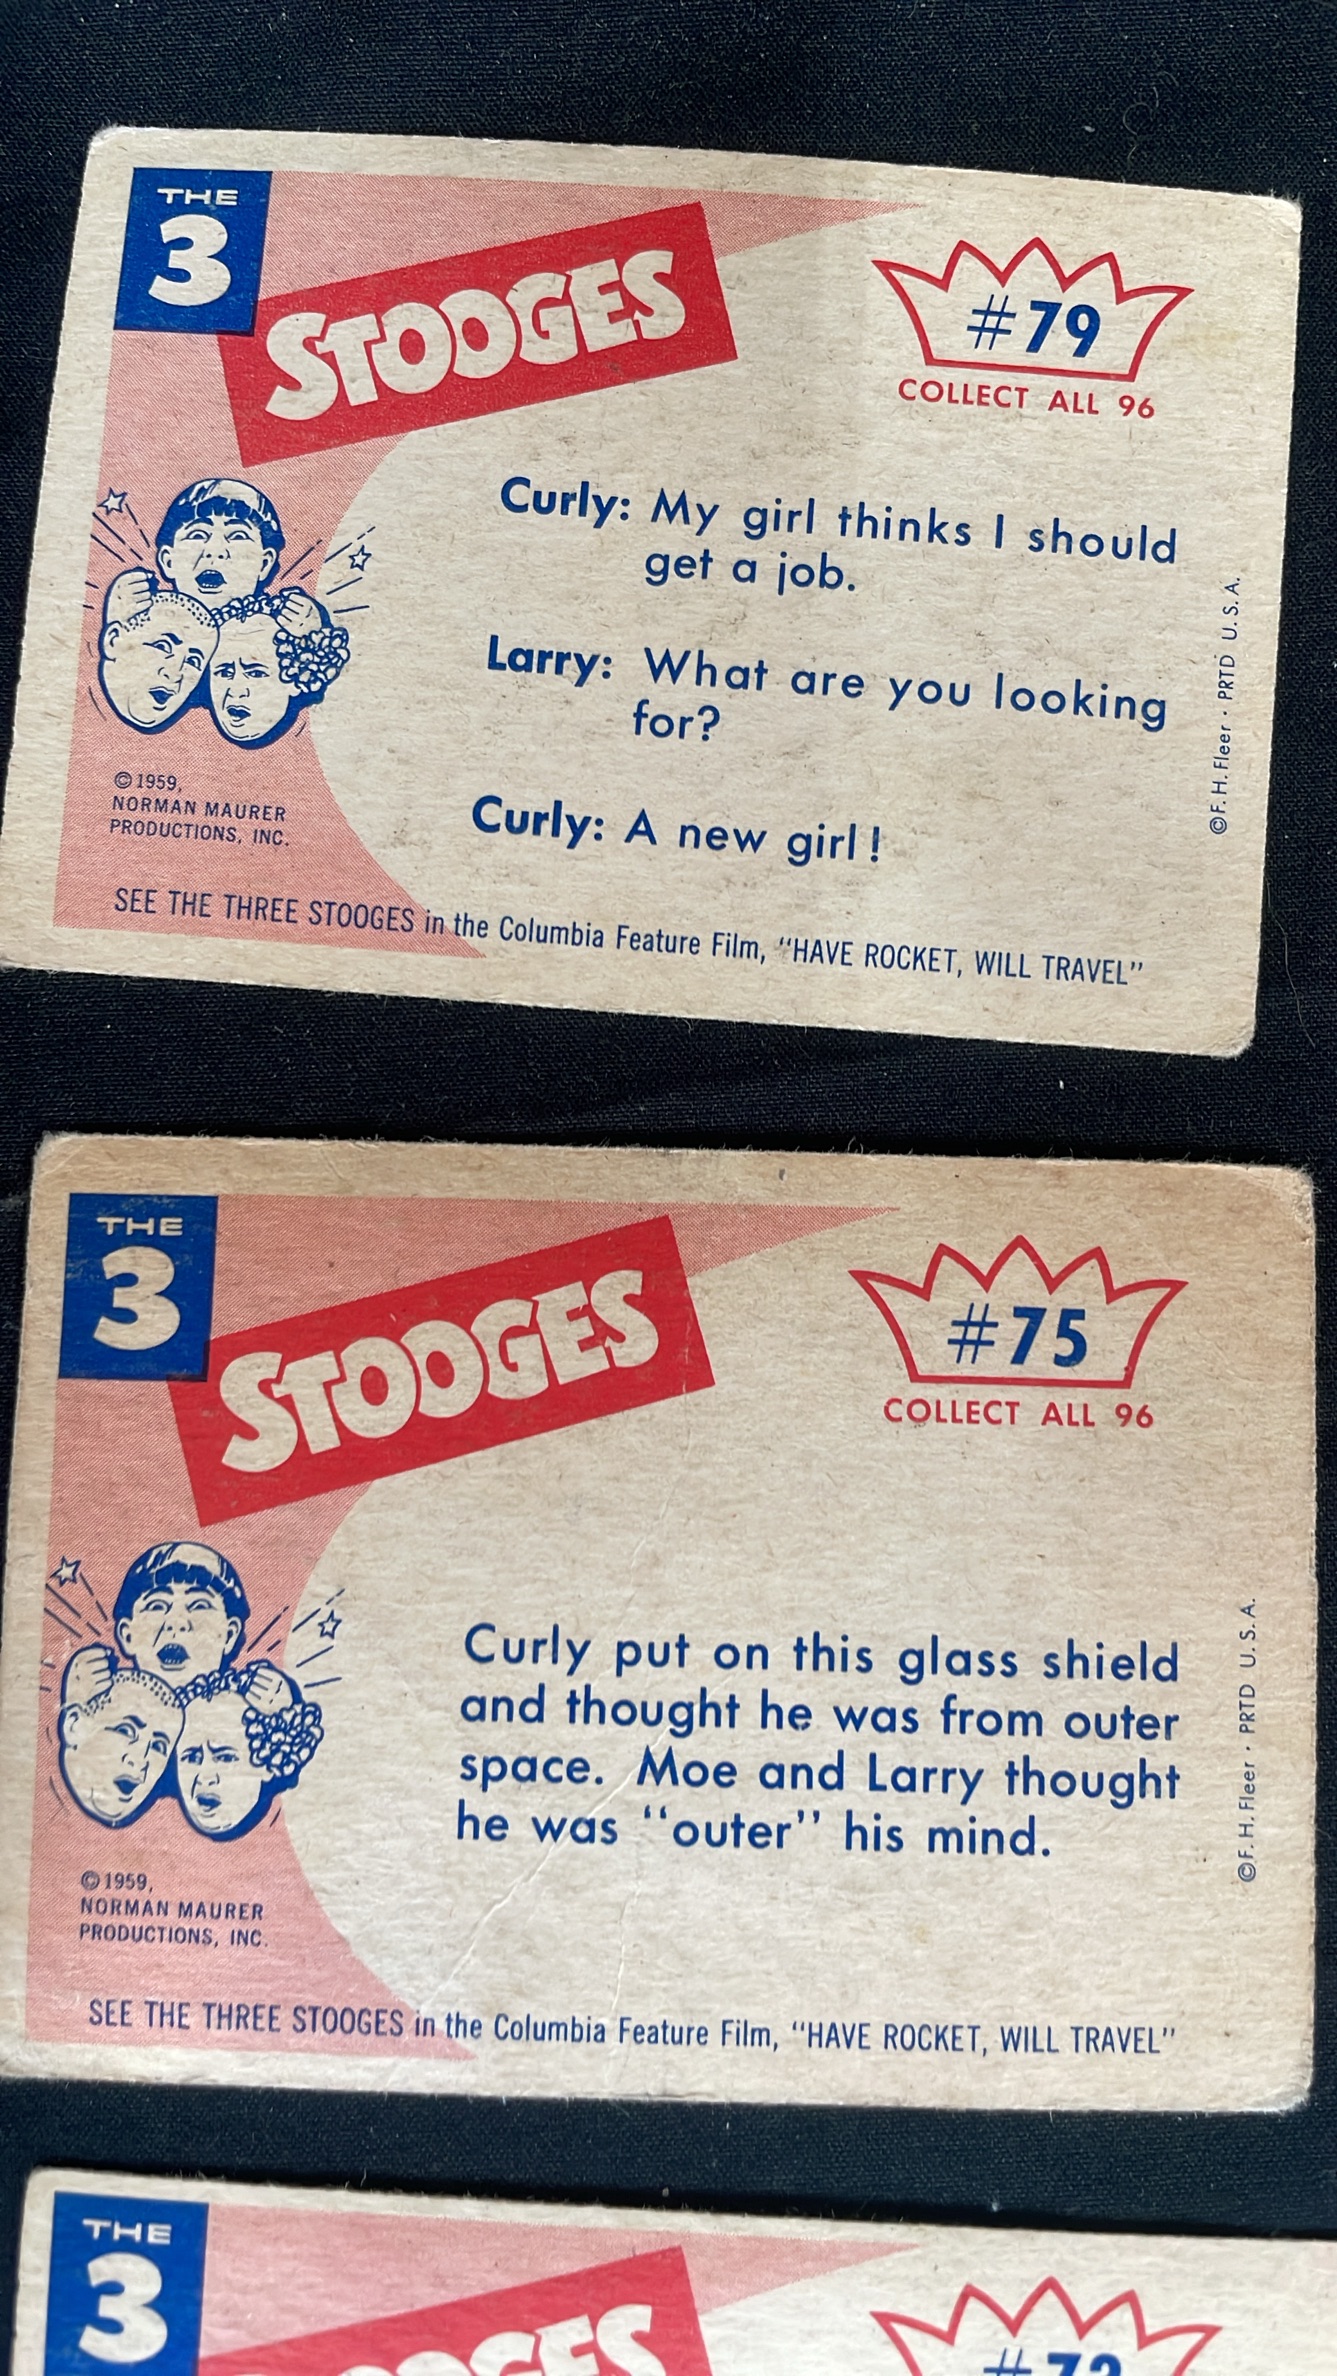 THE
3
STOOGES
#79
COLLECT ALL 96
Curly: My girl thinks I should
get a job.
Larry: What are you looking
for?
Curly: A new girl!
©1959,
NORMAN MAURER
PRODUCTIONS, INC.
©F. H. Fleer · PRTD U. S. A.
SEE THE THREE STOOGES in the Columbia Feature Film, "HAVE ROCKET, WILL TRAVEL"
THE
3
STOOGES
#75
COLLECT ALL 96
Curly put on this glass shield
and thought he was from outer
space. Moe and Larry thought
he was "outer" his mind.
©1959,
NORMAN MAURER
PRODUCTIONS, INC.
©F. H. Fleer · PRTD U. S. A.
SEE THE THREE STOOGES in the Columbia Feature Film, "HAVE ROCKET, WILL TRAVEL"
THE
3
STOOGES